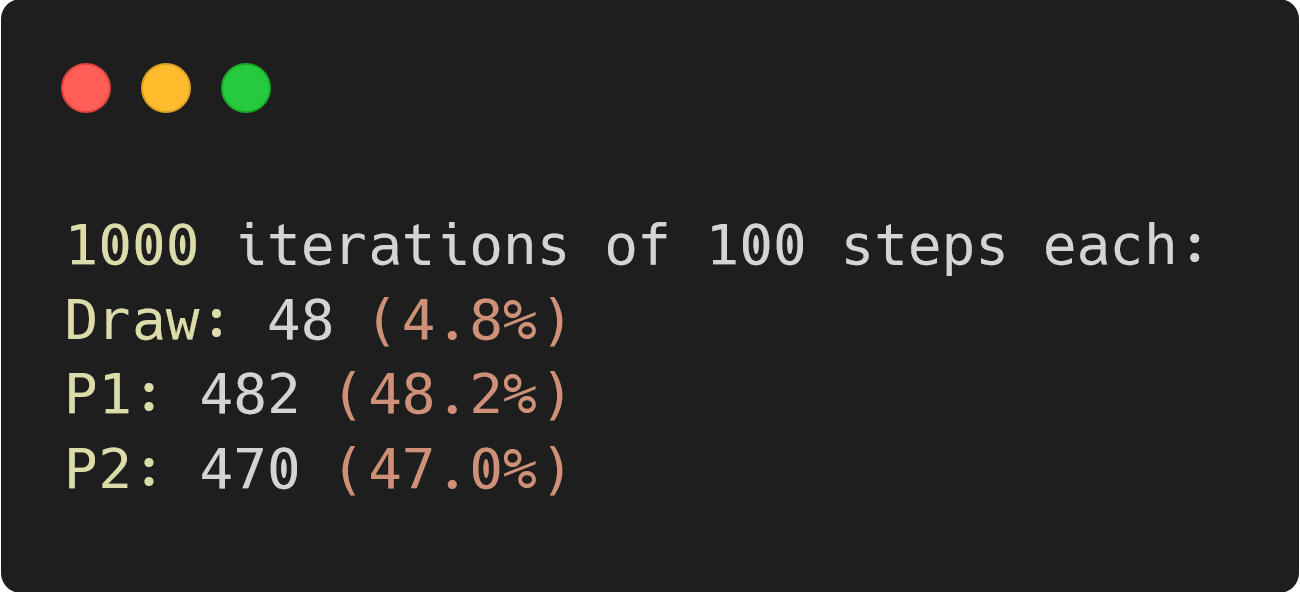 1000 iterations of 100 steps each:
Draw: 48 (4.8%)
P1: 482 (48.2%)
P2: 470 (47.0%)